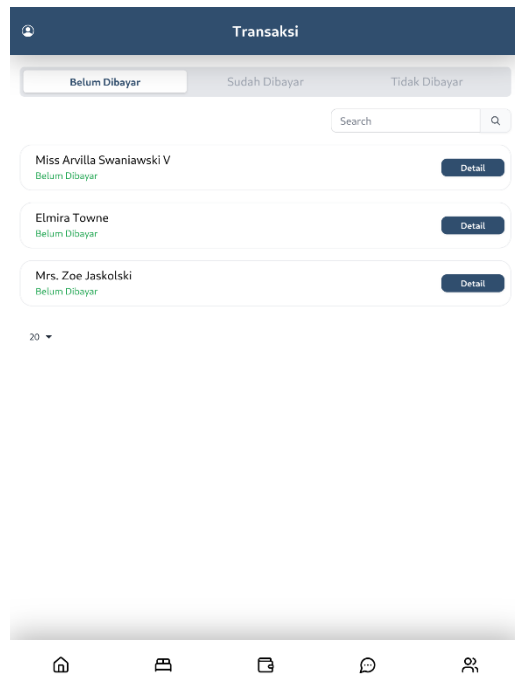 Transaksi
Belum Dibayar Sudah Dibayar Tidak Dibayar
Search
Miss Arvilla Swaniawski V
Belum Dibayar
Detail
Elmira Towne
Belum Dibayar
Detail
Mrs. Zoe Jaskolski
Belum Dibayar
Detail
20